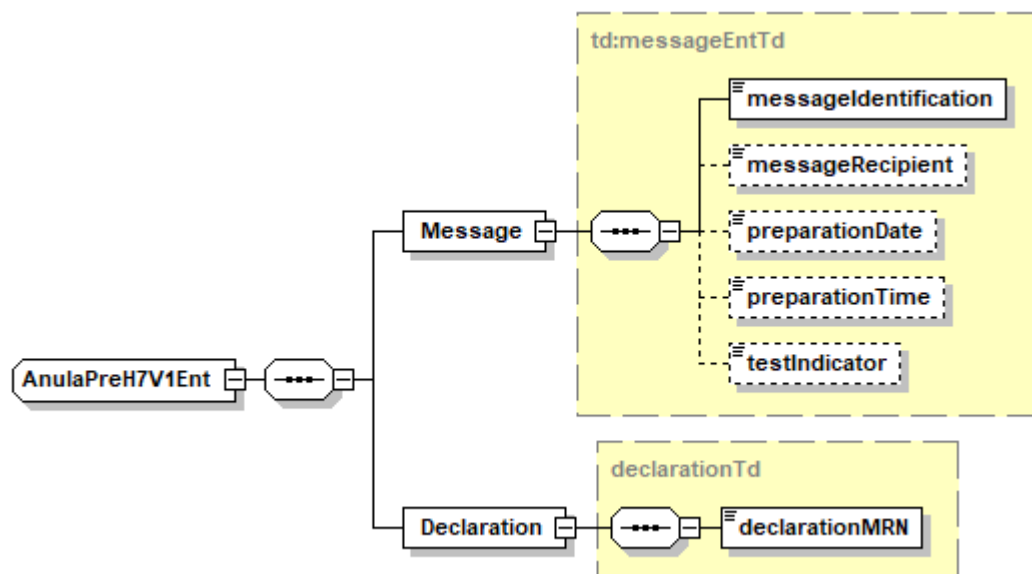 td:messageEntTd
messageIdentification
messageRecipient
preparationDate
preparationTime
testIndicator
Message
AnulaPreH7V1Ent
declarationTd
Declaration
declarationMRN